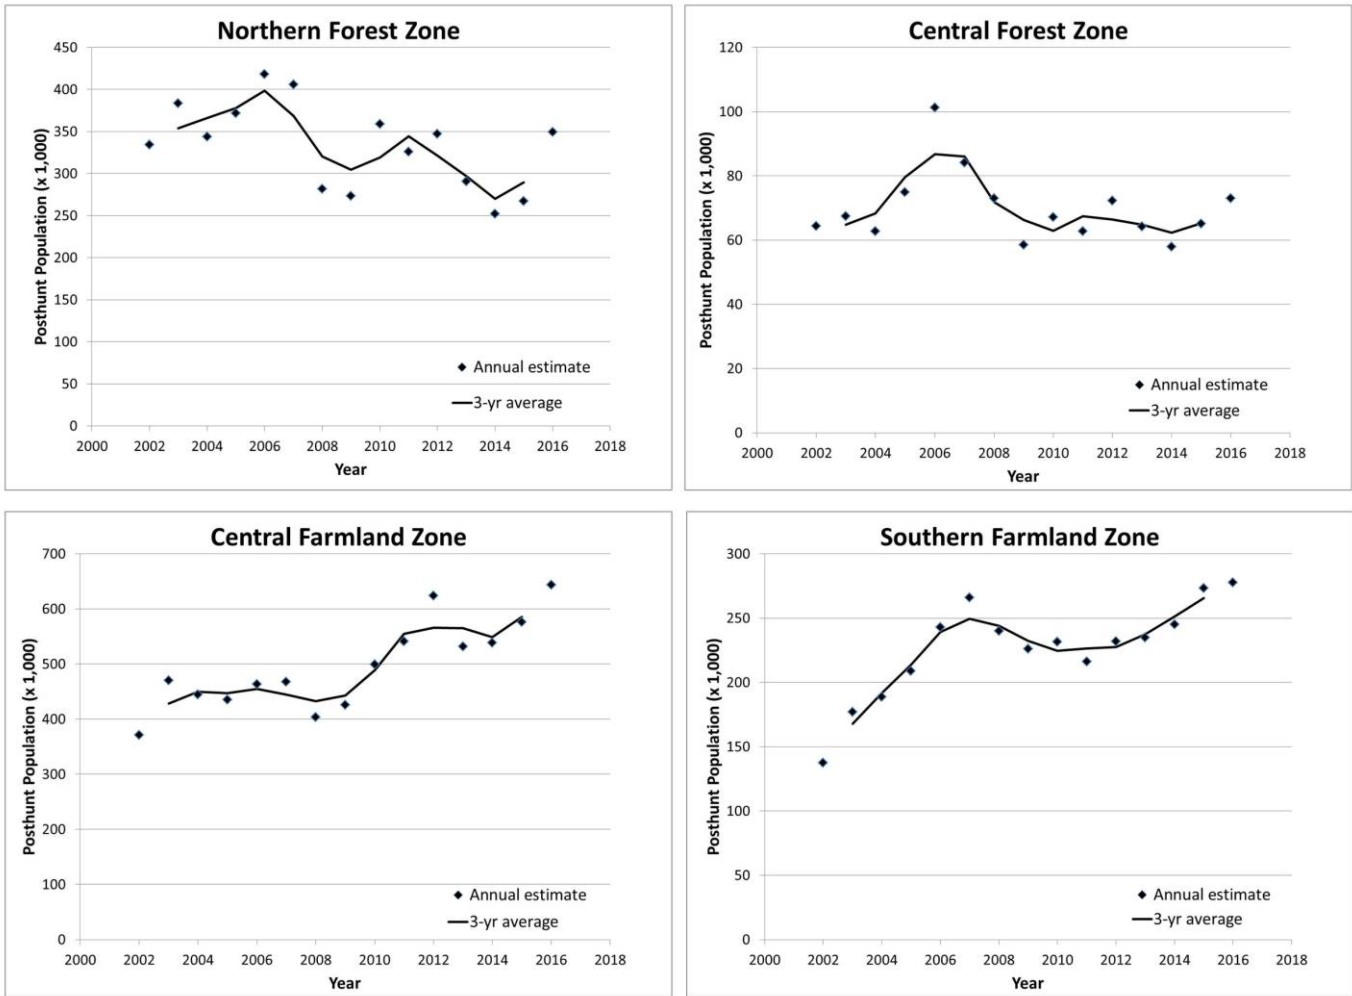 Northern Forest Zone
Posthunt Population (x 1,000)
450
400
350
300
250
200
150
100
50
0
Annual estimate
3-yr average
2000 2002 2004 2006 2008 2010 2012 2014 2016 2018
Year
Central Forest Zone
Posthunt Population (x 1,000)
120
100
80
60
40
20
0
Annual estimate
3-yr average
2000 2002 2004 2006 2008 2010 2012 2014 2016 2018
Year
Central Farmland Zone
Posthunt Population (x 1,000)
700
600
500
400
300
200
100
0
Annual estimate
3-yr average
2000 2002 2004 2006 2008 2010 2012 2014 2016 2018
Year
Southern Farmland Zone
Posthunt Population (x 1,000)
300
250
200
150
100
50
0
Annual estimate
3-yr average
2000 2002 2004 2006 2008 2010 2012 2014 2016 2018
Year